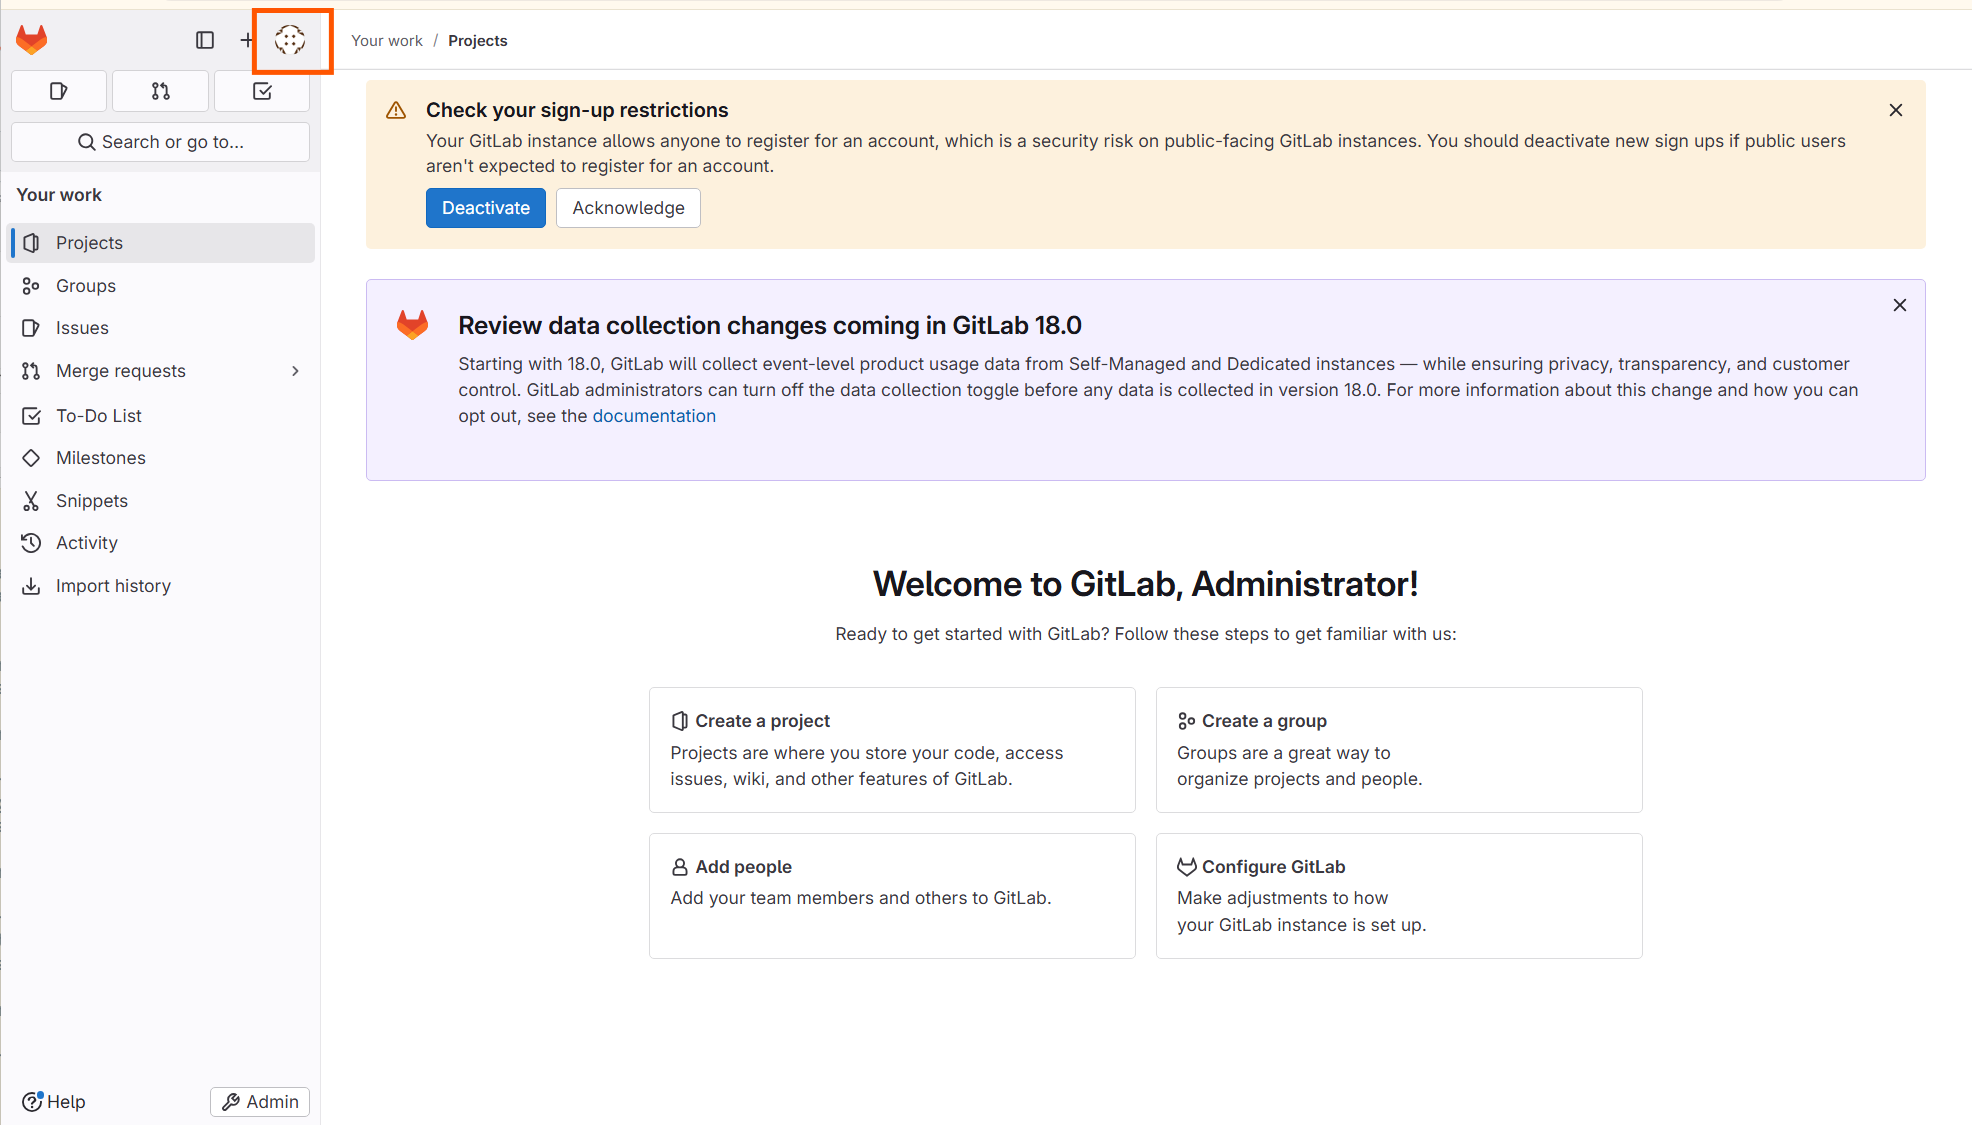 Your work / Projects
Search or go to...
Your work
Projects
Groups
Issues
Merge requests
To-Do List
Milestones
Snippets
Activity
Import history
Help
Admin
Check your sign-up restrictions
Your GitLab instance allows anyone to register for an account, which is a security risk on public-facing GitLab instances. You should deactivate new sign ups if public users
aren't expected to register for an account.
Deactivate
Acknowledge
Review data collection changes coming in GitLab 18.0
Starting with 18.0, GitLab will collect event-level product usage data from Self-Managed and Dedicated instances — while ensuring privacy, transparency, and customer
control. GitLab administrators can turn off the data collection toggle before any data is collected in version 18.0. For more information about this change and how you can
opt out, see the documentation
Welcome to GitLab, Administrator!
Ready to get started with GitLab? Follow these steps to get familiar with us:
Create a project
Projects are where you store your code, access
issues, wiki, and other features of GitLab.
Create a group
Groups are a great way to
organize projects and people.
Add people
Add your team members and others to GitLab.
Configure GitLab
Make adjustments to how
your GitLab instance is set up.